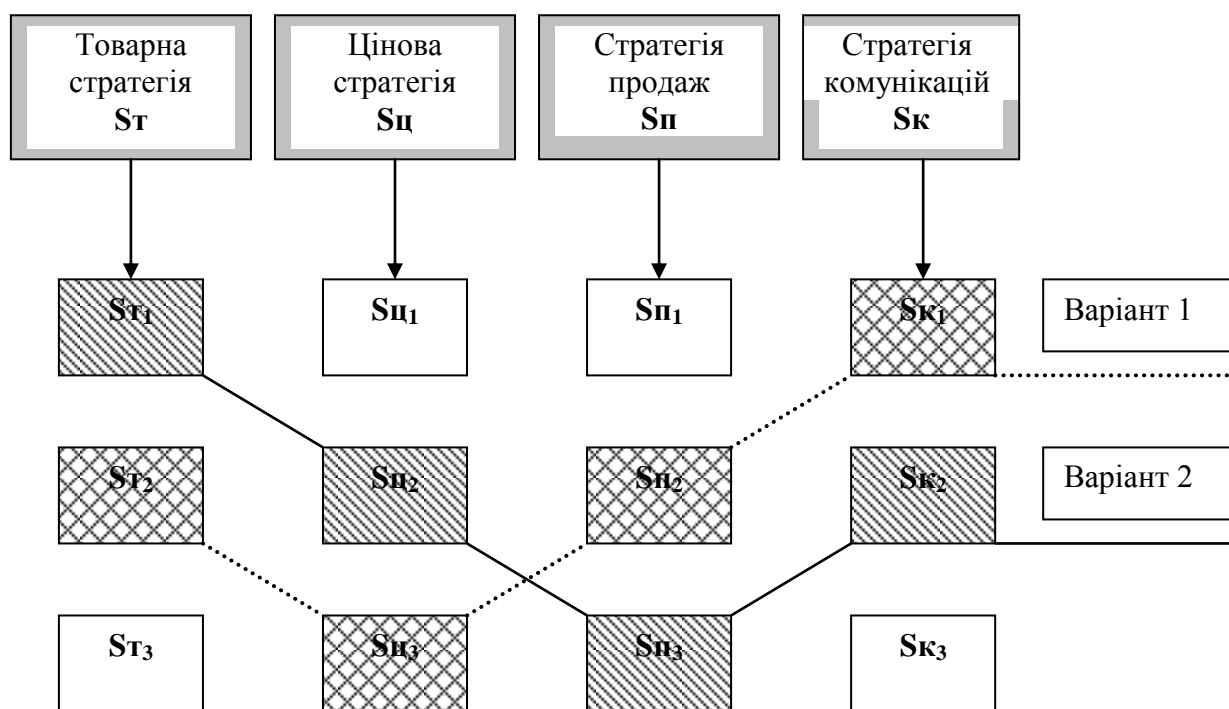 Товарна
стратегія
Sт
Цінова
стратегія
Sц
Стратегія
продаж
Sп
Стратегія
комунікацій
Sк
Sт₁
Sц₁
Sп₁
Sк₁
Варіант 1
Sт₂
Sц₂
Sп₂
Sк₂
Варіант 2
Sт₃
Sц₃
Sп₃
Sк₃